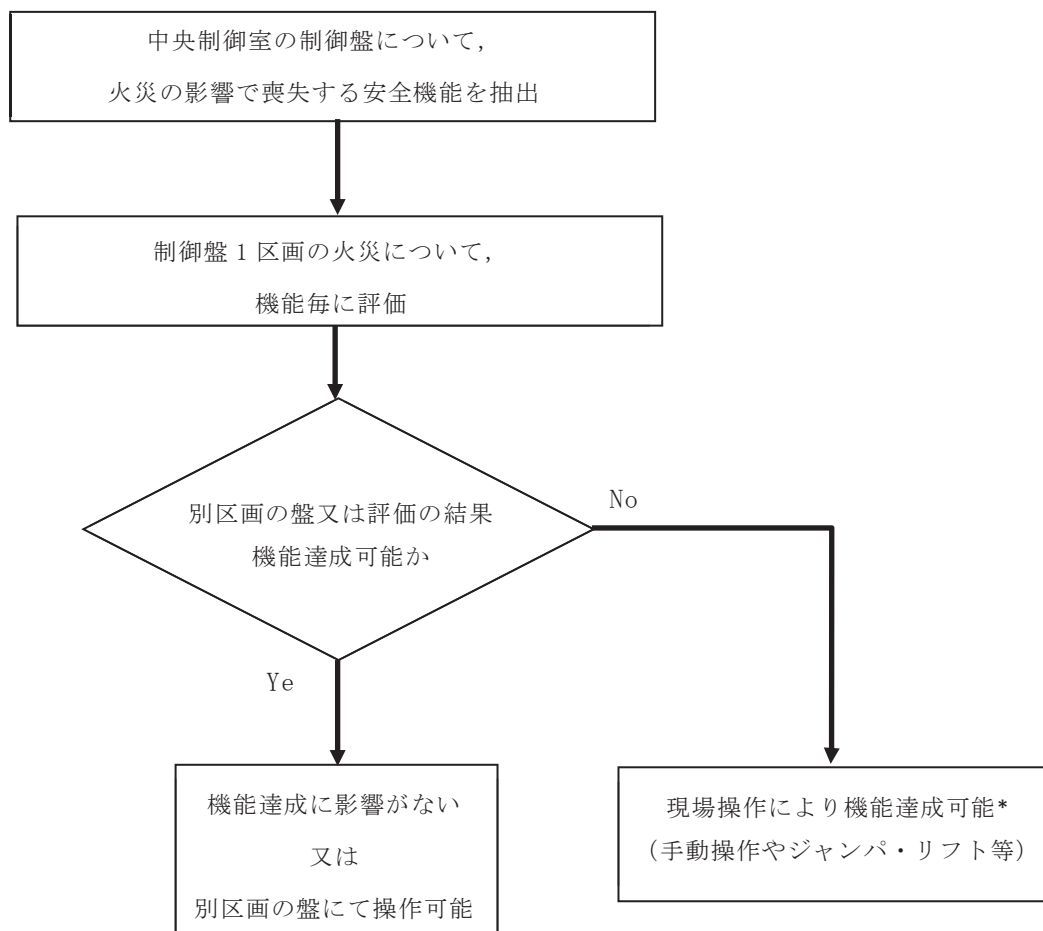 中央制御室の制御盤について，
火災の影響で喪失する安全機能を抽出
制御盤 1 区画の火災について，
機能毎に評価
別区画の盤又は評価の結果
機能達成可能か
No
Ye
機能達成に影響がない
又は
別区画の盤にて操作可能
現場操作により機能達成可能*
（手動操作やジャンパ・リフト等）